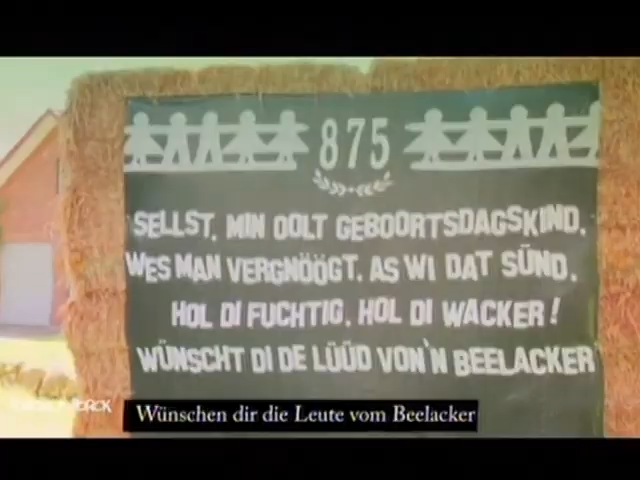 875
SELLST, MIN OOLT GEBOORTSDAGSKIND,
WES MAN VERGNÖÖGT, AS WI DAT SÜND,
HOL DI FUCHTIG, HOL DI WACKER!
WÜNSCHT DI DE LÜÜD VON'N BEELACKER
Wünschen dir die Leute vom Beelacker